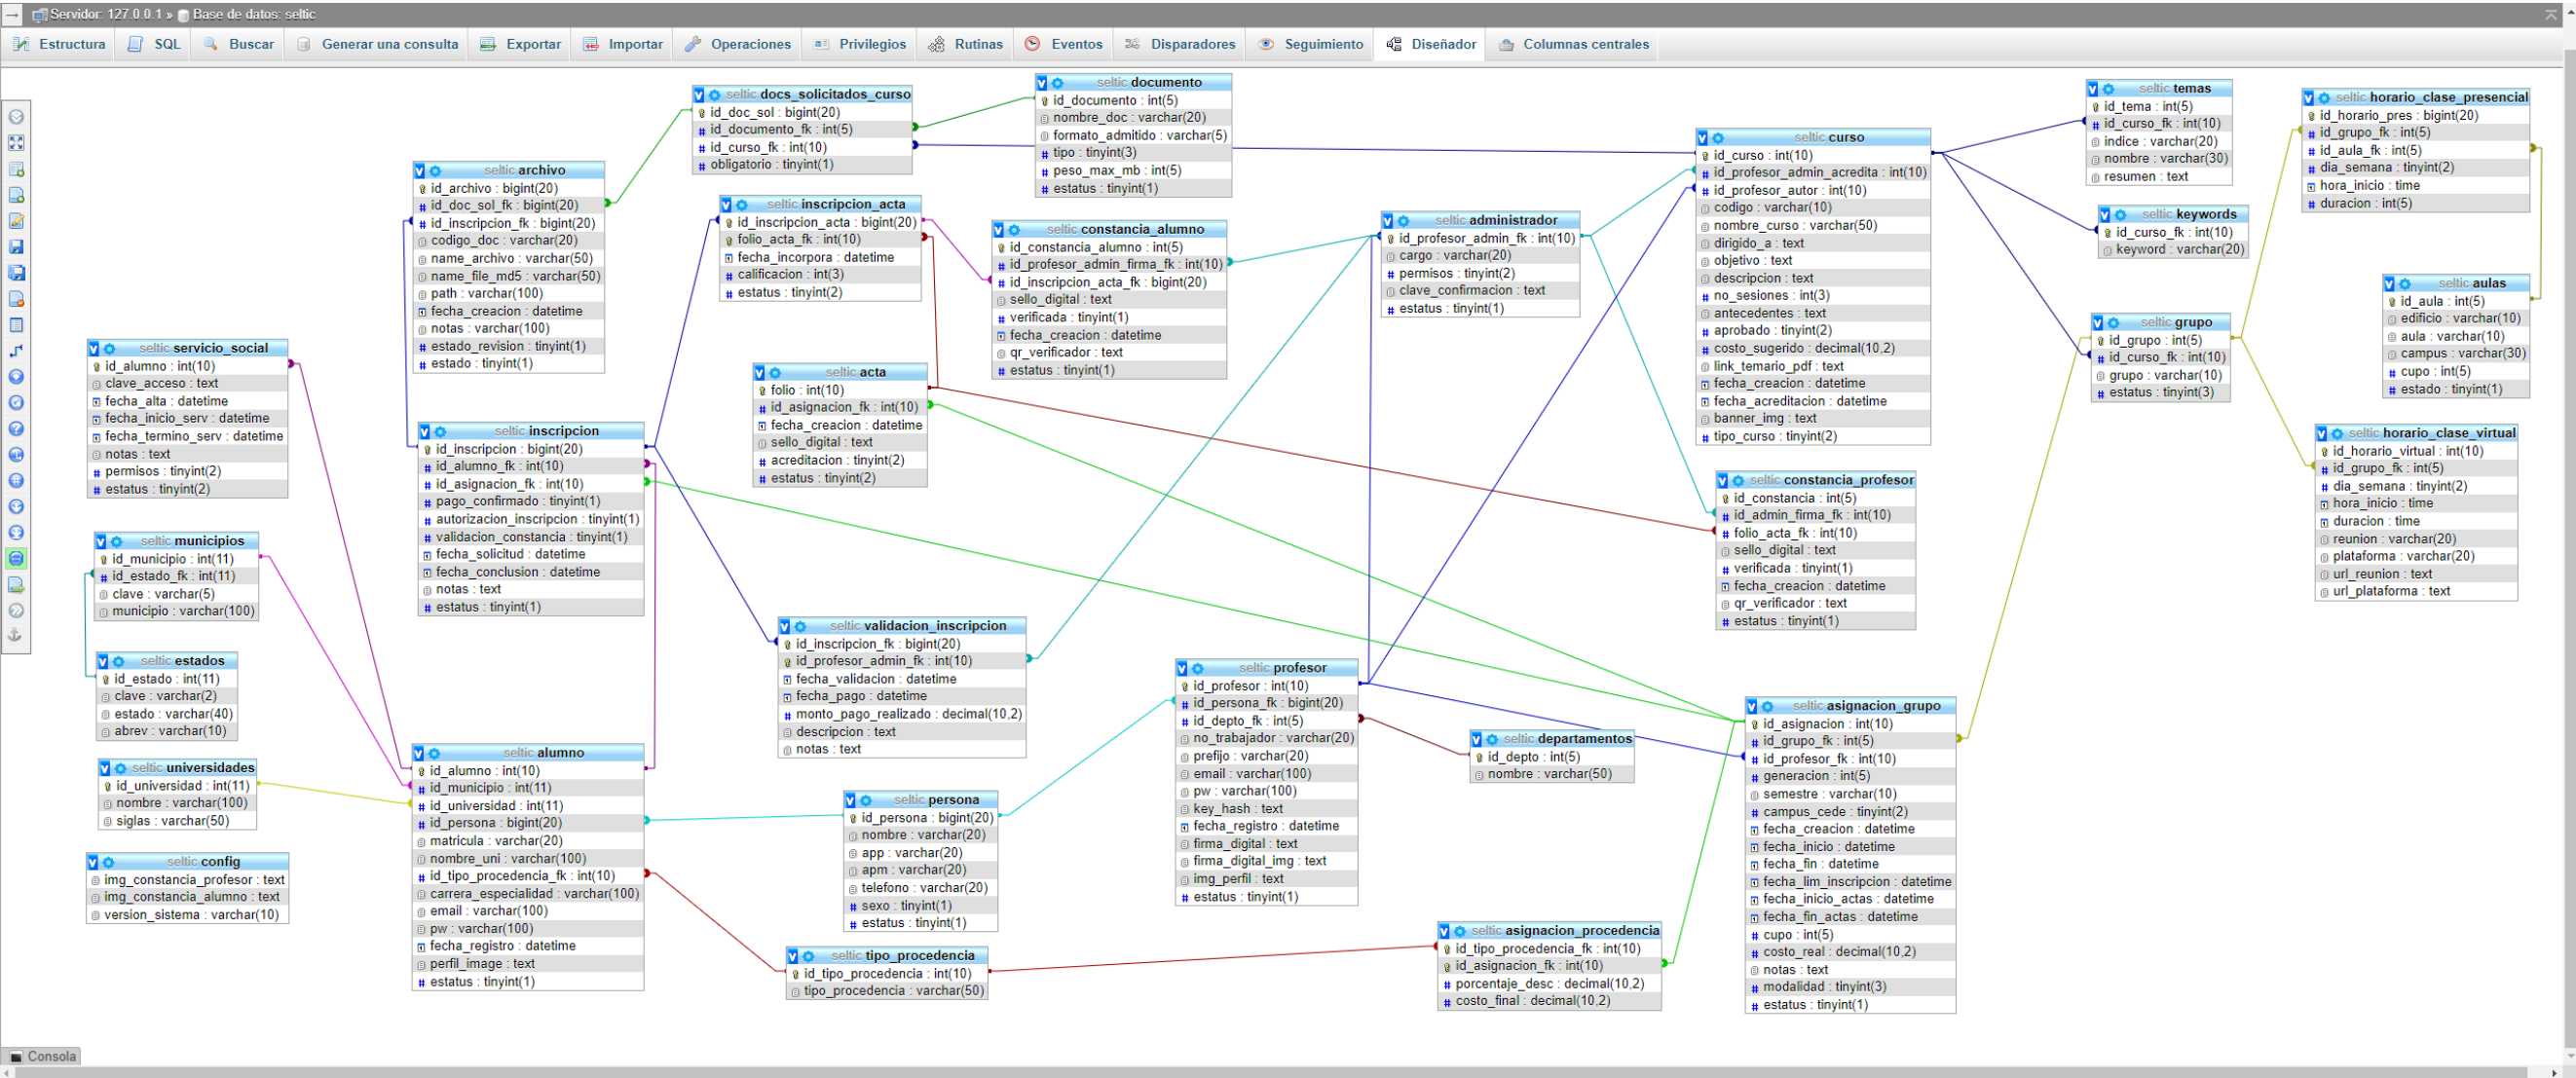 Servidor: 127.0.0.1 » Base de datos: seltic
Estructura SQL Buscar Generar una consulta Exportar Importar Operaciones Privilegios Rutinas Eventos Disparadores Seguimiento Diseñador Columnas centrales
seltic docs_solicitados_curso
id_doc_sol : bigint(20)
id_documento_fk : int(5)
id_curso_fk : int(10)
obligatorio : tinyint(1)
seltic documento
id_documento : int(5)
nombre_doc : varchar(20)
formato_admitido : varchar(5)
tipo : tinyint(3)
peso_max_mb : int(5)
estatus : tinyint(1)
seltic temas
id_tema : int(5)
id_curso_fk : int(10)
indice : varchar(20)
nombre : varchar(30)
resumen : text
seltic horario_clase_presencial
id_horario_pres : bigint(20)
id_grupo_fk : int(5)
id_aula_fk : int(5)
dia_semana : tinyint(2)
hora_inicio : time
duracion : int(5)
seltic archivo
id_archivo : bigint(20)
id_doc_sol_fk : bigint(20)
id_inscripcion_fk : bigint(20)
codigo_doc : varchar(20)
name_archivo : varchar(50)
name_file_md5 : varchar(50)
path : varchar(100)
fecha_creacion : datetime
notas : varchar(100)
estado_revision : tinyint(1)
estado : tinyint(1)
seltic inscripcion_acta
id_inscripcion_acta : bigint(20)
folio_acta_fk : int(10)
fecha_incorpora : datetime
calificacion : int(3)
estatus : tinyint(2)
seltic constancia_alumno
id_constancia_alumno : int(5)
id_profesor_admin_firma_fk : int(10)
id_inscripcion_acta_fk : bigint(20)
sello_digital : text
verificada : tinyint(1)
fecha_creacion : datetime
qr_verificador : text
estatus : tinyint(1)
seltic administrador
id_profesor_admin_fk : int(10)
cargo : varchar(20)
permisos : tinyint(2)
clave_confirmacion : text
estatus : tinyint(1)
seltic curso
id_curso : int(10)
id_profesor_admin_acredita : int(10)
id_profesor_autor : int(10)
codigo : varchar(10)
nombre_curso : varchar(50)
dirigido_a : text
objetivo : text
descripcion : text
no_sesiones : int(3)
antecedentes : text
aprobado : tinyint(2)
costo_sugerido : decimal(10,2)
link_temario_pdf : text
fecha_creacion : datetime
fecha_acreditacion : datetime
banner_img : text
tipo_curso : tinyint(2)
seltic keywords
id_curso_fk : int(10)
keyword : varchar(20)
seltic aulas
id_aula : int(5)
edificio : varchar(10)
aula : varchar(10)
campus : varchar(30)
cupo : int(5)
estado : tinyint(1)
seltic grupo
id_grupo : int(5)
id_curso_fk : int(10)
grupo : varchar(10)
estatus : tinyint(3)
seltic servicio_social
id_alumno : int(10)
clave_acceso : text
fecha_alta : datetime
fecha_inicio_serv : datetime
fecha_termino_serv : datetime
notas : text
permisos : tinyint(2)
estatus : tinyint(2)
seltic acta
folio : int(10)
id_asignacion_fk : int(10)
fecha_creacion : datetime
sello_digital : text
acreditacion : tinyint(2)
estatus : tinyint(2)
seltic inscripcion
id_inscripcion : bigint(20)
id_alumno_fk : int(10)
id_asignacion_fk : int(10)
pago_confirmado : tinyint(1)
autorizacion_inscripcion : tinyint(1)
validacion_constancia : tinyint(1)
fecha_solicitud : datetime
fecha_conclusion : datetime
notas : text
estatus : tinyint(1)
seltic horario_clase_virtual
id_horario_virtual : int(10)
id_grupo_fk : int(5)
dia_semana : tinyint(2)
hora_inicio : time
duracion : time
reunion : varchar(20)
plataforma : varchar(20)
url_reunion : text
url_plataforma : text
seltic constancia_profesor
id_constancia : int(5)
id_admin_firma_fk : int(10)
folio_acta_fk : int(10)
sello_digital : text
verificada : tinyint(1)
fecha_creacion : datetime
qr_verificador : text
estatus : tinyint(1)
seltic municipios
id_municipio : int(11)
id_estado_fk : int(11)
clave : varchar(5)
municipio : varchar(100)
seltic estados
id_estado : int(11)
clave : varchar(2)
estado : varchar(40)
abrev : varchar(10)
seltic validacion_inscripcion
id_inscripcion_fk : bigint(20)
id_profesor_admin_fk : int(10)
fecha_validacion : datetime
fecha_pago : datetime
monto_pago_realizado : decimal(10,2)
descripcion : text
notas : text
seltic profesor
id_profesor : int(10)
id_persona_fk : bigint(20)
id_depto_fk : int(5)
no_trabajador : varchar(20)
prefijo : varchar(20)
email : varchar(100)
pw : varchar(100)
key_hash : text
fecha_registro : datetime
firma_digital : text
firma_digital_img : text
img_perfil : text
estatus : tinyint(1)
seltic departamentos
id_depto : int(5)
nombre : varchar(50)
seltic asignacion_grupo
id_asignacion : int(10)
id_grupo_fk : int(5)
id_profesor_fk : int(10)
generacion : int(5)
semestre : varchar(10)
campus_cede : tinyint(2)
fecha_creacion : datetime
fecha_inicio : datetime
fecha_fin : datetime
fecha_lim_inscripcion : datetime
fecha_inicio_actas : datetime
fecha_fin_actas : datetime
cupo : int(5)
costo_real : decimal(10,2)
notas : text
modalidad : tinyint(3)
estatus : tinyint(1)
seltic universidades
id_universidad : int(11)
nombre : varchar(100)
siglas : varchar(50)
seltic alumno
id_alumno : int(10)
id_municipio : int(11)
id_universidad : int(11)
id_persona : bigint(20)
matricula : varchar(20)
nombre_uni : varchar(100)
id_tipo_procedencia_fk : int(10)
carrera_especialidad : varchar(100)
email : varchar(100)
pw : varchar(100)
fecha_registro : datetime
perfil_image : text
estatus : tinyint(1)
seltic persona
id_persona : bigint(20)
nombre : varchar(20)
app : varchar(20)
apm : varchar(20)
telefono : varchar(20)
sexo : tinyint(1)
estatus : tinyint(1)
seltic config
img_constancia_profesor : text
img_constancia_alumno : text
version_sistema : varchar(10)
seltic tipo_procedencia
id_tipo_procedencia : int(10)
tipo_procedencia : varchar(50)
seltic asignacion_procedencia
id_tipo_procedencia_fk : int(10)
id_asignacion_fk : int(10)
porcentaje_desc : decimal(10,2)
costo_final : decimal(10,2)
Consola